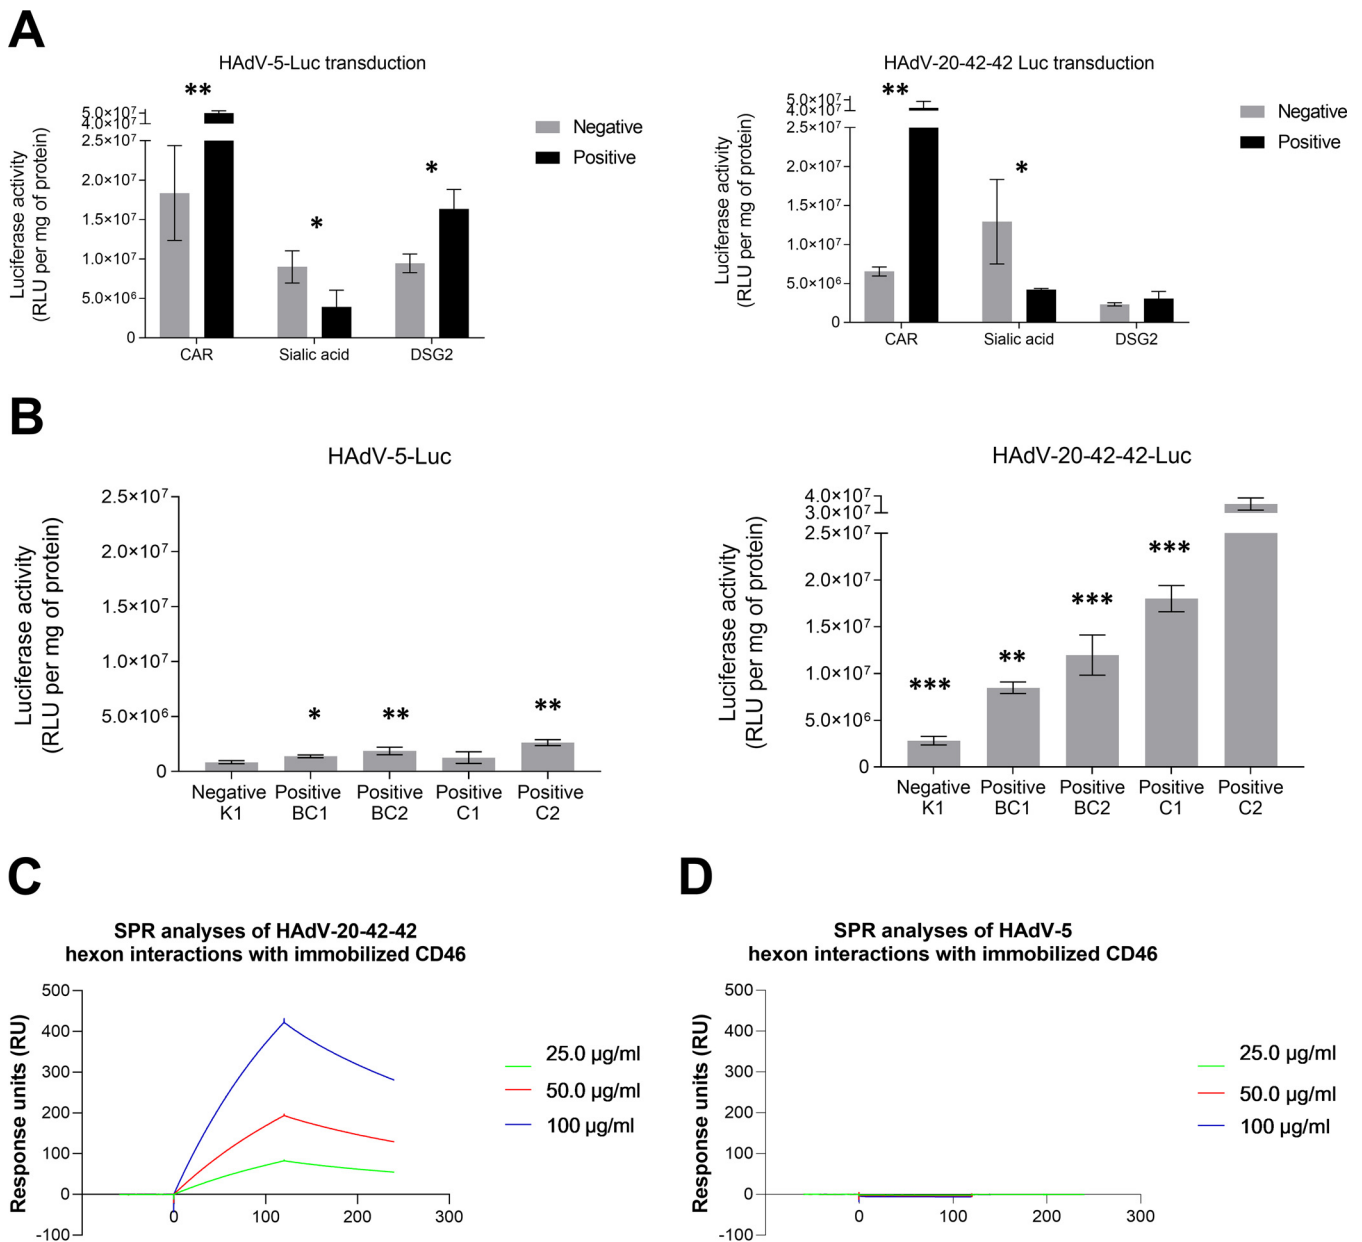 A
HAdV-5-Luc transduction
**
5.0×10⁷
4.0×10⁷
2.5×10⁷
2.0×10⁷
1.5×10⁷
1.0×10⁷
5.0×10⁶
0
Luciferase activity
(RLU per mg of protein)
*
*
CAR
Sialic acid
DSG2
Negative
Positive
HAdV-20-42-42 Luc transduction
**
5.0×10⁷
4.0×10⁷
2.5×10⁷
2.0×10⁷
1.5×10⁷
1.0×10⁷
5.0×10⁶
0
Luciferase activity
(RLU per mg of protein)
*
CAR
Sialic acid
DSG2
Negative
Positive
B
HAdV-5-Luc
2.5×10⁷
2.0×10⁷
1.5×10⁷
1.0×10⁷
5.0×10⁶
0
Luciferase activity
(RLU per mg of protein)
*
**
**
Negative
K1
Positive
BC1
Positive
BC2
Positive
C1
Positive
C2
HAdV-20-42-42-Luc
4.0×10⁷
3.0×10⁷
2.5×10⁷
2.0×10⁷
1.5×10⁷
1.0×10⁷
5.0×10⁶
0
Luciferase activity
(RLU per mg of protein)
***
**
***
***
Negative
K1
Positive
BC1
Positive
BC2
Positive
C1
Positive
C2
C
SPR analyses of HAdV-20-42-42
hexon interactions with immobilized CD46
Response units (RU)
500
400
300
200
100
0
-100
0
100
200
300
25.0 µg/ml
50.0 µg/ml
100 µg/ml
D
SPR analyses of HAdV-5
hexon interactions with immobilized CD46
Response units (RU)
500
400
300
200
100
0
-100
0
100
200
300
25.0 µg/ml
50.0 µg/ml
100 µg/ml